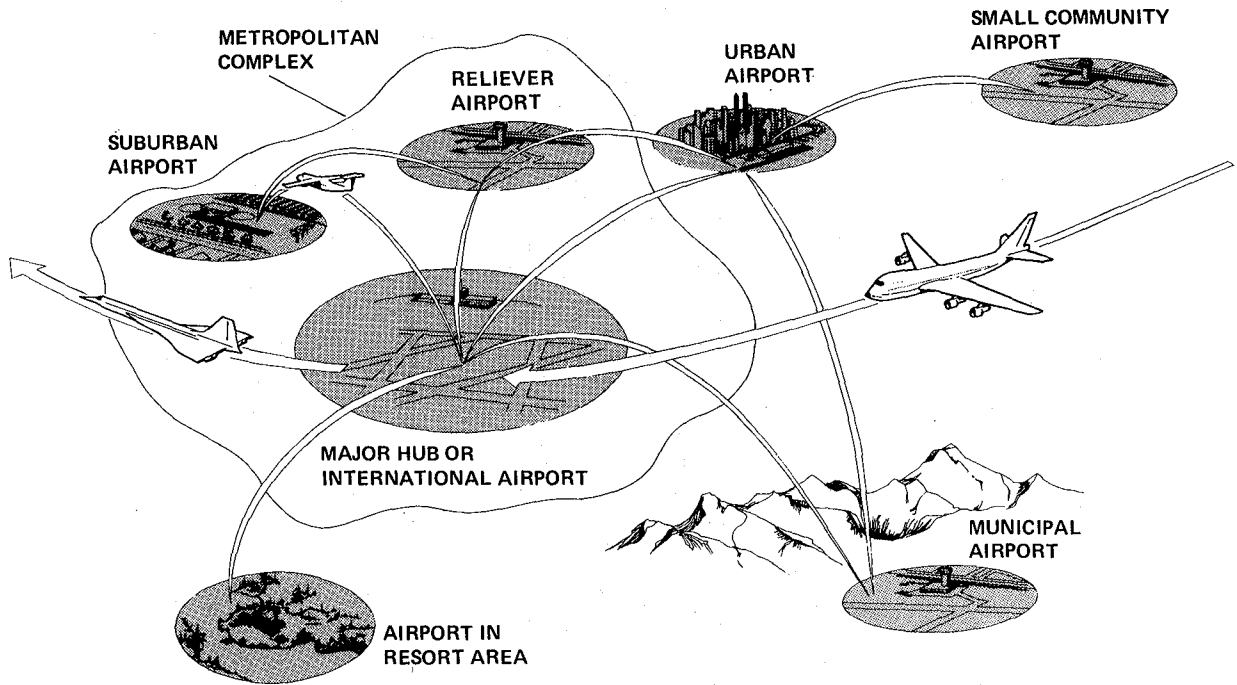 METROPOLITAN
COMPLEX
RELIEVER
AIRPORT
URBAN
AIRPORT
SMALL COMMUNITY
AIRPORT
SUBURBAN
AIRPORT
MAJOR HUB OR
INTERNATIONAL AIRPORT
MUNICIPAL
AIRPORT
AIRPORT IN
RESORT AREA